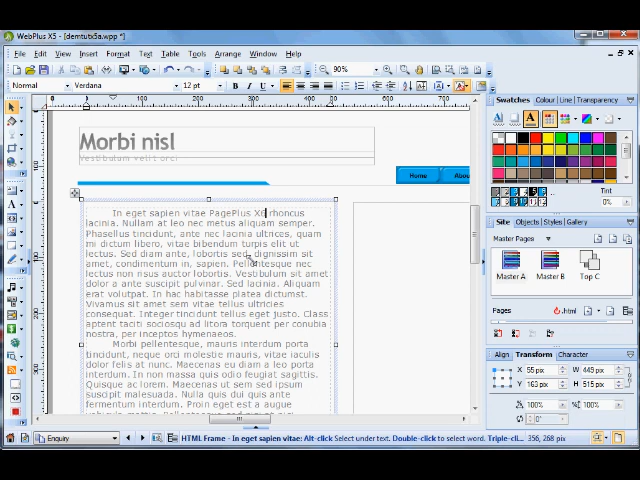 WebPlus X5 - [demtutx5a.wpp *]
File Edit View Insert Format Text Table Tools Arrange Window Help
90%
Normal Verdana 12 pt B I U
0 100 200 300 400 500 600 700
Swatches Colour Line Transparency
Morbi nisl
Vestibulum velit orci
Home Abou
Tint
0%
In eget sapien vitae PagePlus X6 rhoncus
lacinia. Nullam at leo nec metus aliquam semper.
Phasellus tincidunt, ante nec lacinia ultrices, quam
mi dictum libero, vitae bibendum turpis elit ut
lectus. Sed diam ante, lobortis sed dignissim sit
amet, condimentum in, sapien. Pellentesque nec
lectus non risus auctor lobortis. Vestibulum sit amet
dolor a ante suscipit pulvinar. Sed lacinia. Aliquam
erat volutpat. In hac habitasse platea dictumst.
Vivamus sit amet sem vitae tellus ultricies
consequat. Integer tincidunt tellus eget justo. Class
aptent taciti sociosqu ad litora torquent per conubia
nostra, per inceptos hymenaeos.
Morbi pellentesque, mauris interdum porta
tincidunt, neque orci molestie mauris, vitae iaculis
dolor felis at nunc. Maecenas eu diam a leo porta
interdum. In non massa quis odio feugiat sagittis.
Quisque ac lorem. Maecenas ut sem sed ipsum
suscipit malesuada. Nulla quis dui quis ante
fermentum interdum. Proin eget est a augue
Site Objects Styles Gallery
Master Pages
Master A Master B Top C
Pages .html
Align Transform Character
X 55 px W 449 px
Y 163 px H 515 px
100% 100%
0°
Enquiry
HTML Frame - In eget sapien vitae: Alt-click Select under text. Double-click to select word. Triple-cli 356, 268 pix